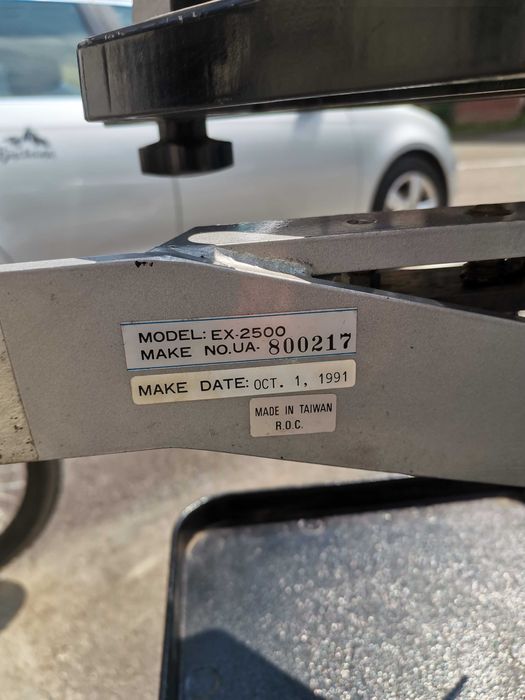 MODEL: EX-2500
MAKE NO.UA- 800217
MAKE DATE: OCT. 1, 1991
MADE IN TAIWAN
R.O.C.